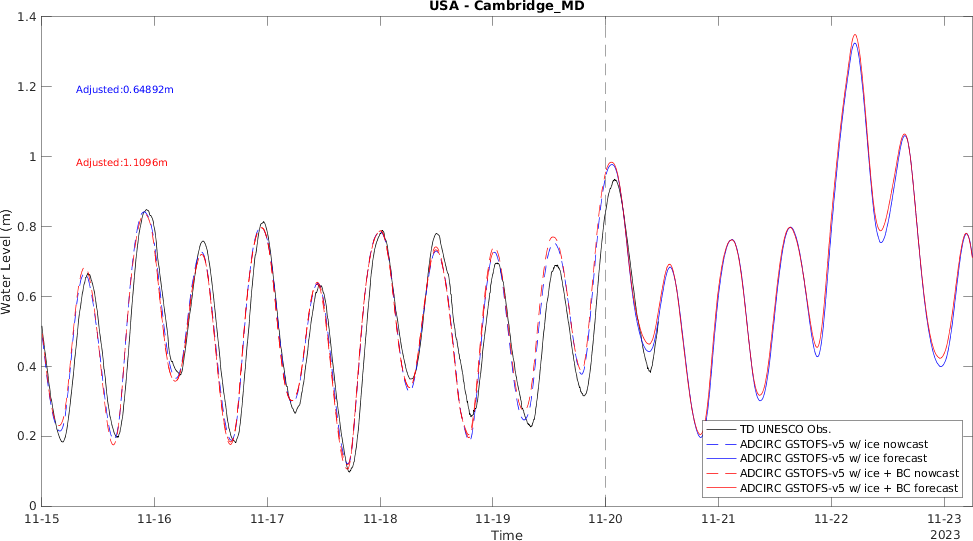 USA - Cambridge_MD
1.4
1.2
1
0.8
0.6
0.4
0.2
0
Water Level (m)
Adjusted:0.64892m
Adjusted:1.1096m
TD UNESCO Obs.
ADCIRC GSTOFS-v5 w/ ice nowcast
ADCIRC GSTOFS-v5 w/ ice forecast
ADCIRC GSTOFS-v5 w/ ice + BC nowcast
ADCIRC GSTOFS-v5 w/ ice + BC forecast
11-15 11-16 11-17 11-18 11-19 11-20 11-21 11-22 11-23
Time 2023